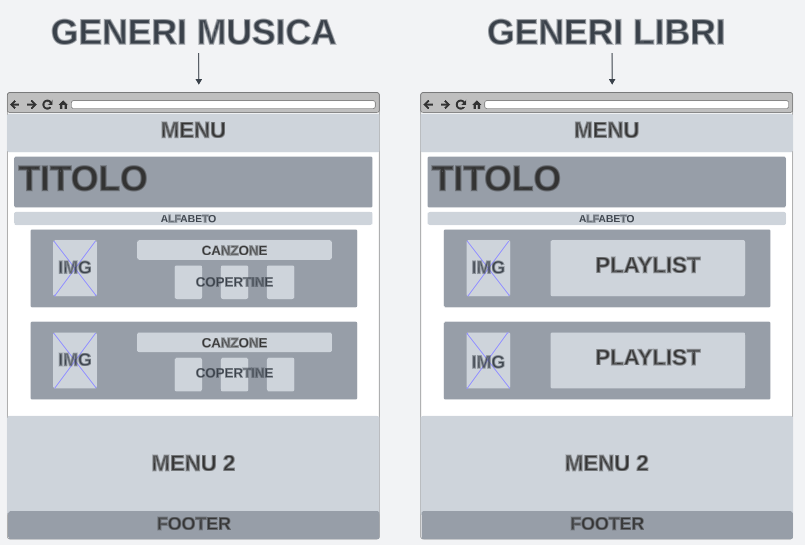 GENERI MUSICA
MENU
TITOLO
ALFABETO
IMG
CANZONE
COPERTINE
IMG
CANZONE
COPERTINE
MENU 2
FOOTER
GENERI LIBRI
MENU
TITOLO
ALFABETO
IMG
PLAYLIST
IMG
PLAYLIST
MENU 2
FOOTER